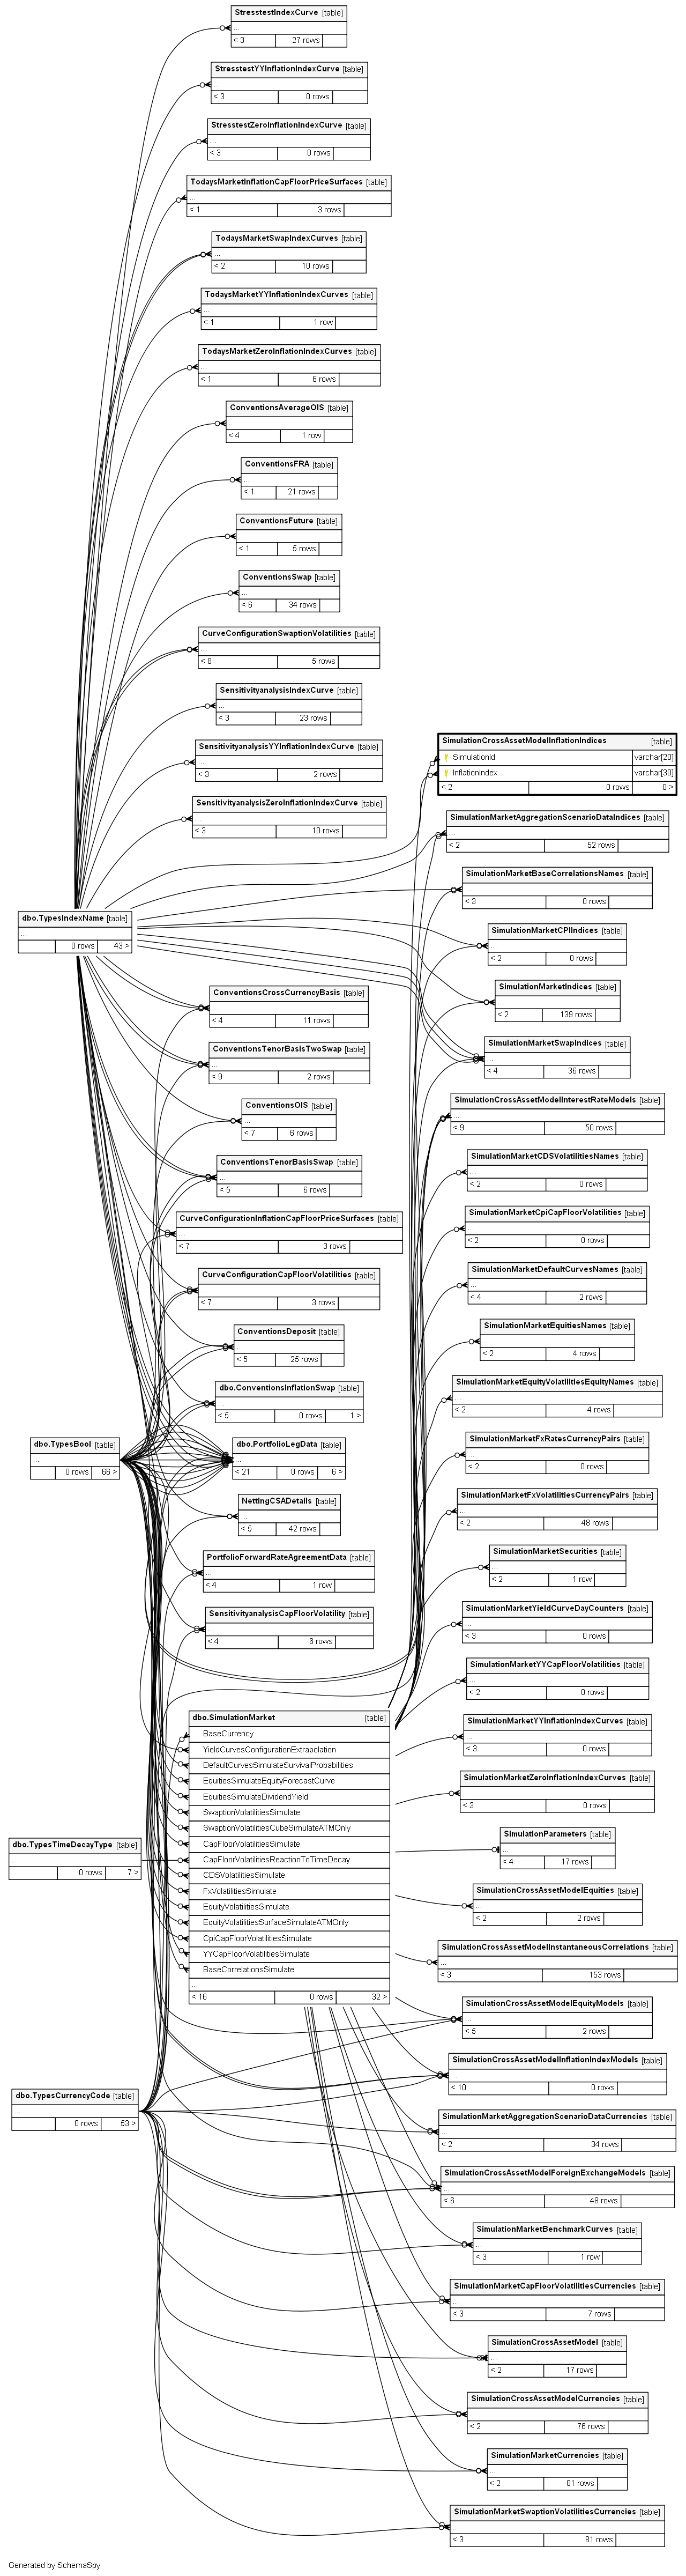 StresstestIndexCurve [table]
...
< 3 27 rows
StresstestYYInflationIndexCurve [table]
...
< 3 0 rows
StresstestZeroInflationIndexCurve [table]
...
< 3 0 rows
TodaysMarketInflationCapFloorPriceSurfaces [table]
...
< 1 3 rows
TodaysMarketSwapIndexCurves [table]
...
< 2 10 rows
TodaysMarketYYInflationIndexCurves [table]
...
< 1 1 row
TodaysMarketZeroInflationIndexCurves [table]
...
< 1 6 rows
ConventionsAverageOIS [table]
...
< 4 1 row
ConventionsFRA [table]
...
< 1 21 rows
ConventionsFuture [table]
...
< 1 5 rows
ConventionsSwap [table]
...
< 6 34 rows
CurveConfigurationSwaptionVolatilities [table]
...
< 8 5 rows
SensitivityanalysisIndexCurve [table]
...
< 3 23 rows
SensitivityanalysisYYInflationIndexCurve [table]
...
< 3 2 rows
SensitivityanalysisZeroInflationIndexCurve [table]
...
< 3 10 rows
dbo.TypesIndexName [table]
...
0 rows 43 >
ConventionsCrossCurrencyBasis [table]
...
< 4 11 rows
ConventionsTenorBasisTwoSwap [table]
...
< 9 2 rows
ConventionsOIS [table]
...
< 7 6 rows
ConventionsTenorBasisSwap [table]
...
< 5 6 rows
CurveConfigurationInflationCapFloorPriceSurfaces [table]
...
< 7 3 rows
CurveConfigurationCapFloorVolatilities [table]
...
< 7 3 rows
ConventionsDeposit [table]
...
< 5 25 rows
dbo.ConventionsInflationSwap [table]
...
< 5 0 rows 1 >
dbo.TypesBool [table]
...
0 rows 66 >
dbo.PortfolioLegData [table]
...
< 21 0 rows 6 >
NettingCSADetails [table]
...
< 5 42 rows
PortfolioForwardRateAgreementData [table]
...
< 4 1 row
SensitivityanalysisCapFloorVolatility [table]
...
< 4 6 rows
dbo.SimulationMarket [table]
BaseCurrency
YieldCurvesConfigurationExtrapolation
DefaultCurvesSimulateSurvivalProbabilities
EquitiesSimulateEquityForecastCurve
EquitiesSimulateDividendYield
SwaptionVolatilitiesSimulate
SwaptionVolatilitiesCubeSimulateATMOnly
CapFloorVolatilitiesSimulate
CapFloorVolatilitiesReactionToTimeDecay
CDSVolatilitiesSimulate
FxVolatilitiesSimulate
EquityVolatilitiesSimulate
EquityVolatilitiesSurfaceSimulateATMOnly
CpiCapFloorVolatilitiesSimulate
YYCapFloorVolatilitiesSimulate
BaseCorrelationsSimulate
...
< 16 0 rows 32 >
dbo.TypesTimeDecayType [table]
...
0 rows 7 >
dbo.TypesCurrencyCode [table]
...
0 rows 53 >
SimulationCrossAssetModelInflationIndices [table]
SimulationId varchar[20]
InflationIndex varchar[30]
< 2 0 rows 0 >
SimulationMarketAggregationScenarioDataIndices [table]
...
< 2 52 rows
SimulationMarketBaseCorrelationsNames [table]
...
< 3 0 rows
SimulationMarketCPIIndices [table]
...
< 2 0 rows
SimulationMarketIndices [table]
...
< 2 139 rows
SimulationMarketSwapIndices [table]
...
< 4 36 rows
SimulationCrossAssetModelInterestRateModels [table]
...
< 9 50 rows
SimulationMarketCDSVolatilitiesNames [table]
...
< 2 0 rows
SimulationMarketCpiCapFloorVolatilities [table]
...
< 2 0 rows
SimulationMarketDefaultCurvesNames [table]
...
< 4 2 rows
SimulationMarketEquitiesNames [table]
...
< 2 4 rows
SimulationMarketEquityVolatilitiesEquityNames [table]
...
< 2 4 rows
SimulationMarketFxRatesCurrencyPairs [table]
...
< 2 0 rows
SimulationMarketFxVolatilitiesCurrencyPairs [table]
...
< 2 48 rows
SimulationMarketSecurities [table]
...
< 2 1 row
SimulationMarketYieldCurveDayCounters [table]
...
< 3 0 rows
SimulationMarketYYCapFloorVolatilities [table]
...
< 2 0 rows
SimulationMarketYYInflationIndexCurves [table]
...
< 3 0 rows
SimulationMarketZeroInflationIndexCurves [table]
...
< 3 0 rows
SimulationParameters [table]
...
< 4 17 rows
SimulationCrossAssetModelEquities [table]
...
< 2 2 rows
SimulationCrossAssetModelInstantaneousCorrelations [table]
...
< 3 153 rows
SimulationCrossAssetModelEquityModels [table]
...
< 5 2 rows
SimulationCrossAssetModelInflationIndexModels [table]
...
< 10 0 rows
SimulationMarketAggregationScenarioDataCurrencies [table]
...
< 2 34 rows
SimulationCrossAssetModelForeignExchangeModels [table]
...
< 6 48 rows
SimulationMarketBenchmarkCurves [table]
...
< 3 1 row
SimulationMarketCapFloorVolatilitiesCurrencies [table]
...
< 3 7 rows
SimulationCrossAssetModel [table]
...
< 2 17 rows
SimulationCrossAssetModelCurrencies [table]
...
< 2 76 rows
SimulationMarketCurrencies [table]
...
< 2 81 rows
SimulationMarketSwaptionVolatilitiesCurrencies [table]
...
< 3 81 rows
Generated by SchemaSpy